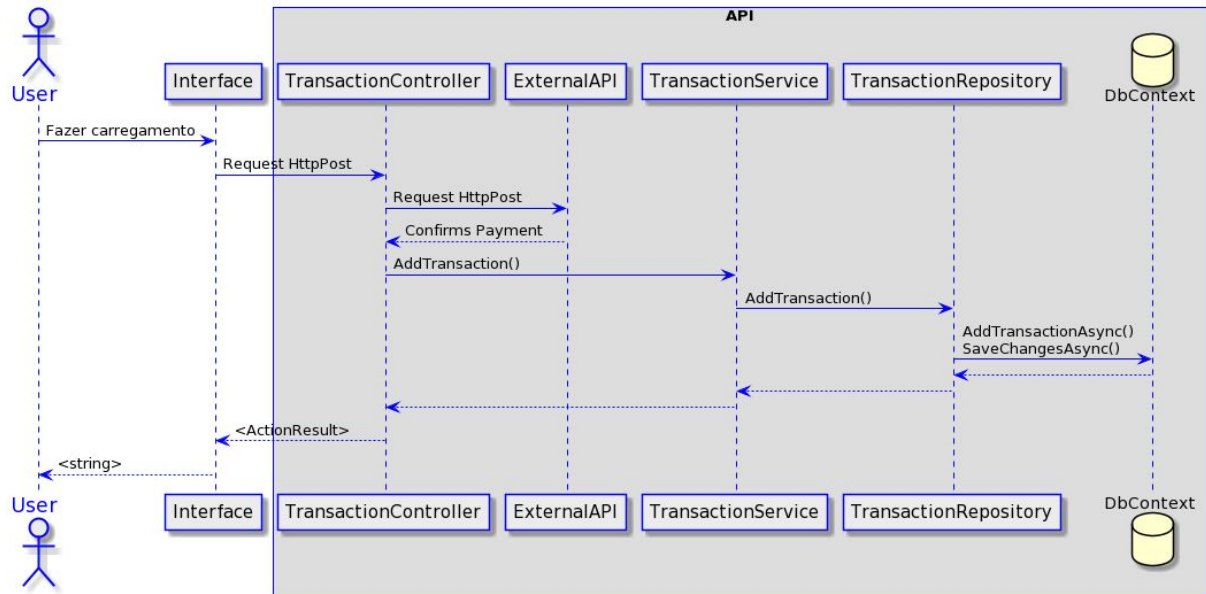 API
User
Interface
TransactionController
ExternalAPI
TransactionService
TransactionRepository
DbContext
Fazer carregamento
Request HttpPost
Request HttpPost
Confirms Payment
AddTransaction()
AddTransaction()
AddTransactionAsync()
SaveChangesAsync()
<ActionResult>
<string>
User
Interface
TransactionController
ExternalAPI
TransactionService
TransactionRepository
DbContext